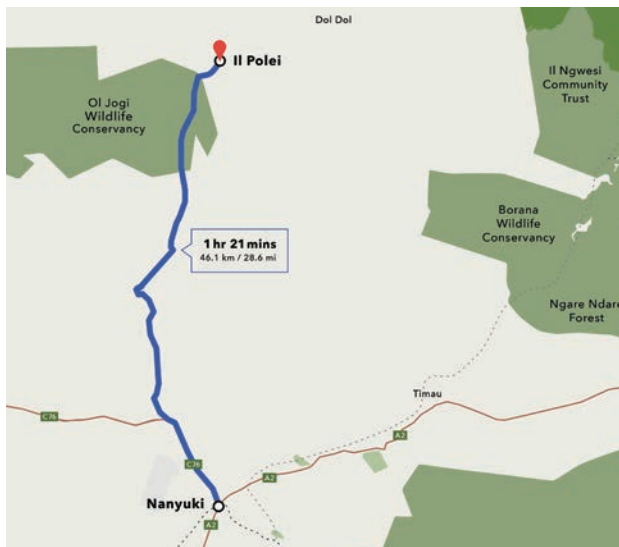 Dol Dol
Il Polei
Il Ngwesi
Community
Trust
Ol Jogi
Wildlife
Conservancy
Borana
Wildlife
Conservancy
1 hr 21 mins
46.1 km / 28.6 mi
Ngare Ndare
Forest
Timau
C76
A2
C76
A2
Nanyuki
A2